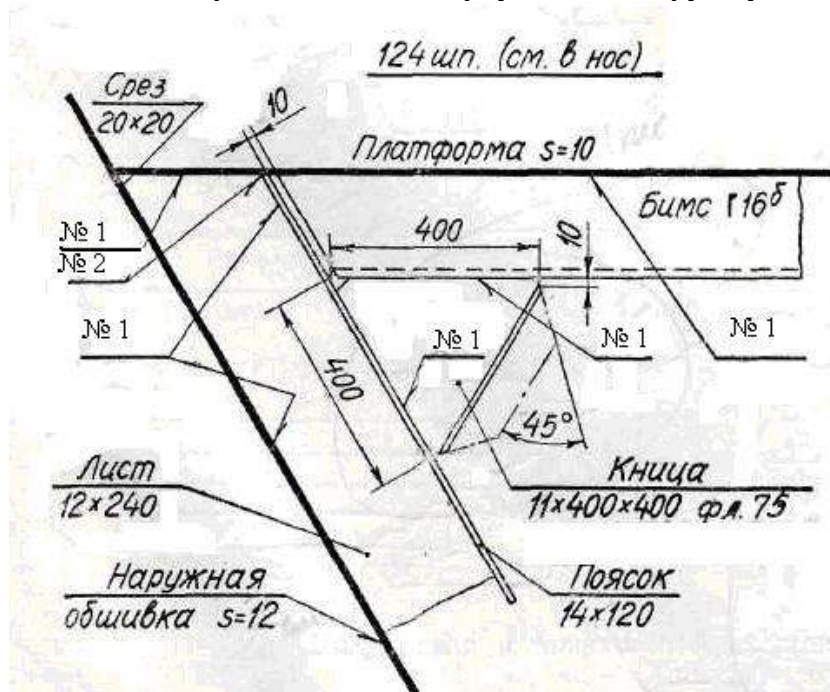 124 шп. (см. в нос)
Срез
20×20
10
Платформа s=10
Бимс Г16б
№ 1
№ 2
400
10
№ 1
№ 1
№ 1
№ 1
400
45°
Лист
12×240
Кница
11×400×400 фл. 75
Наружная
обшивка s=12
Поясок
14×120